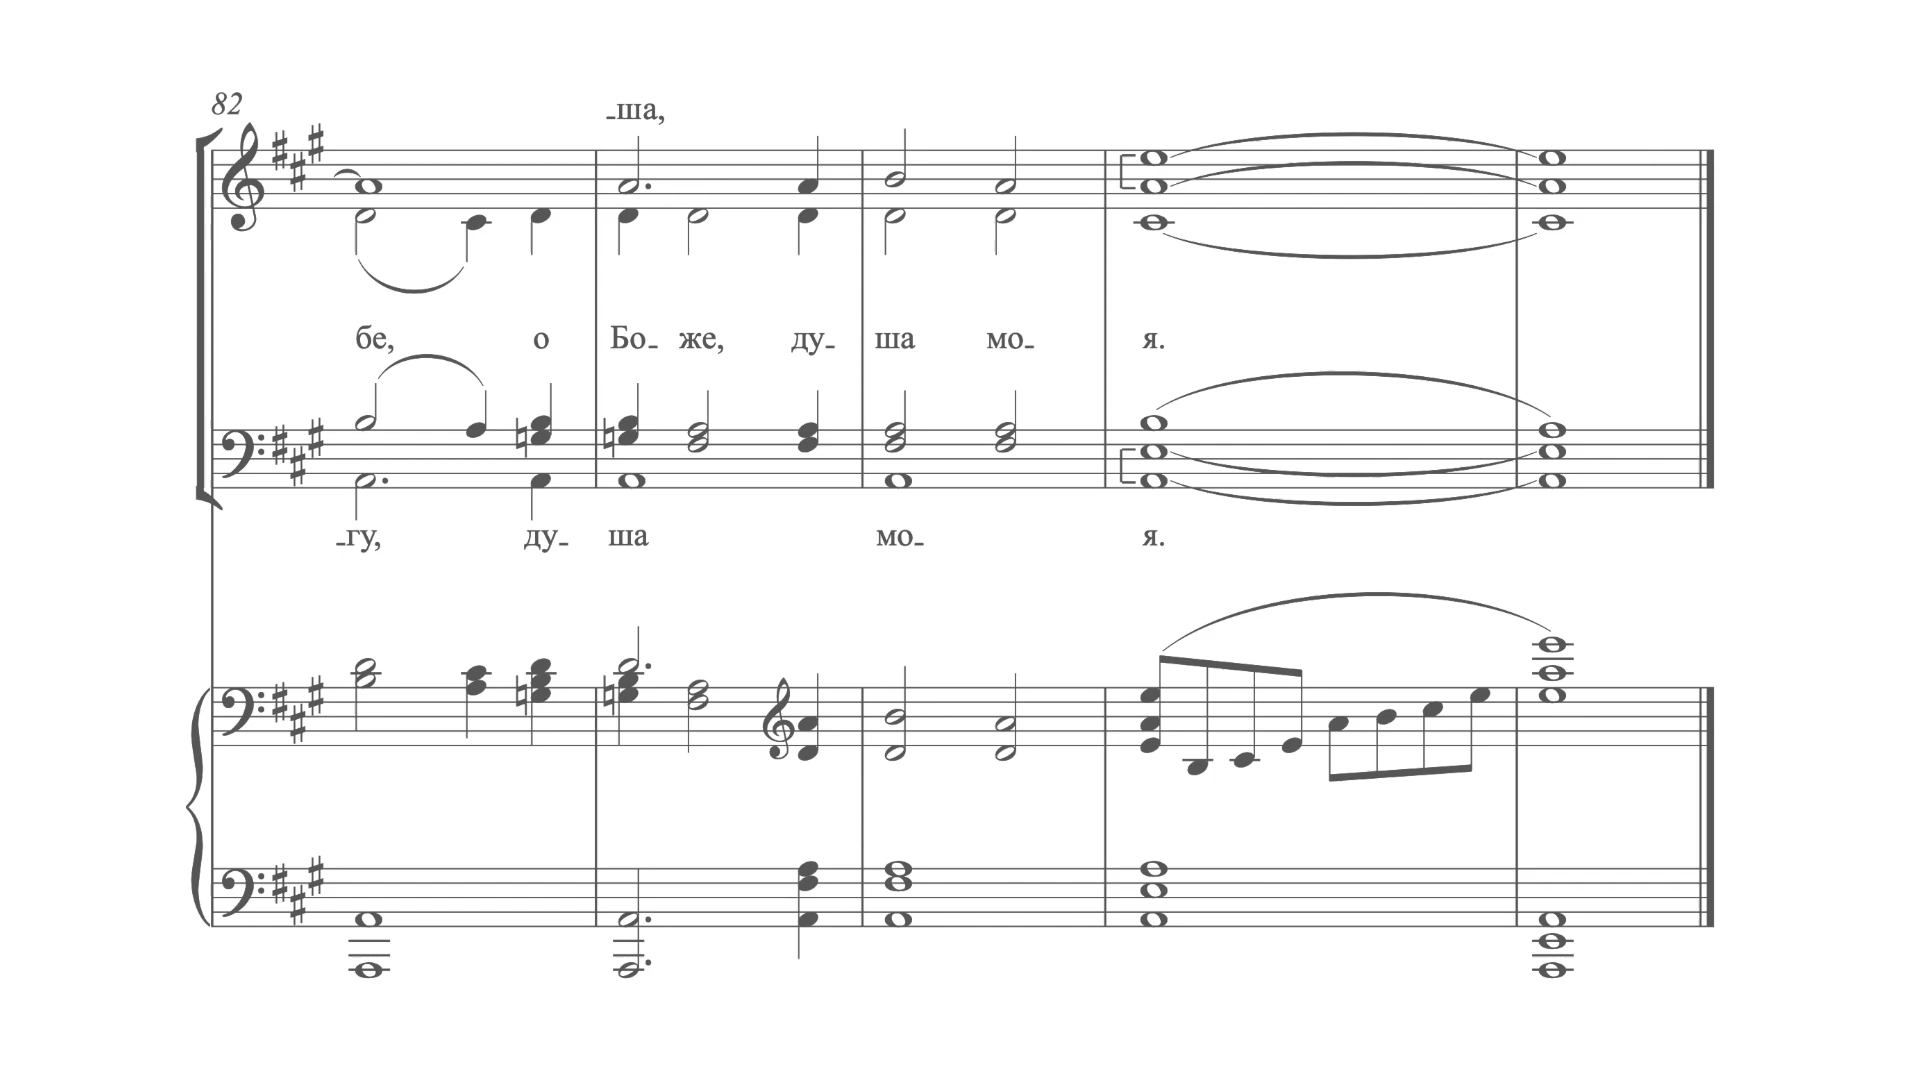 82
-ша,
бе, о Бо- же, ду- ша мо- я.
-гу, ду- ша мо- я.